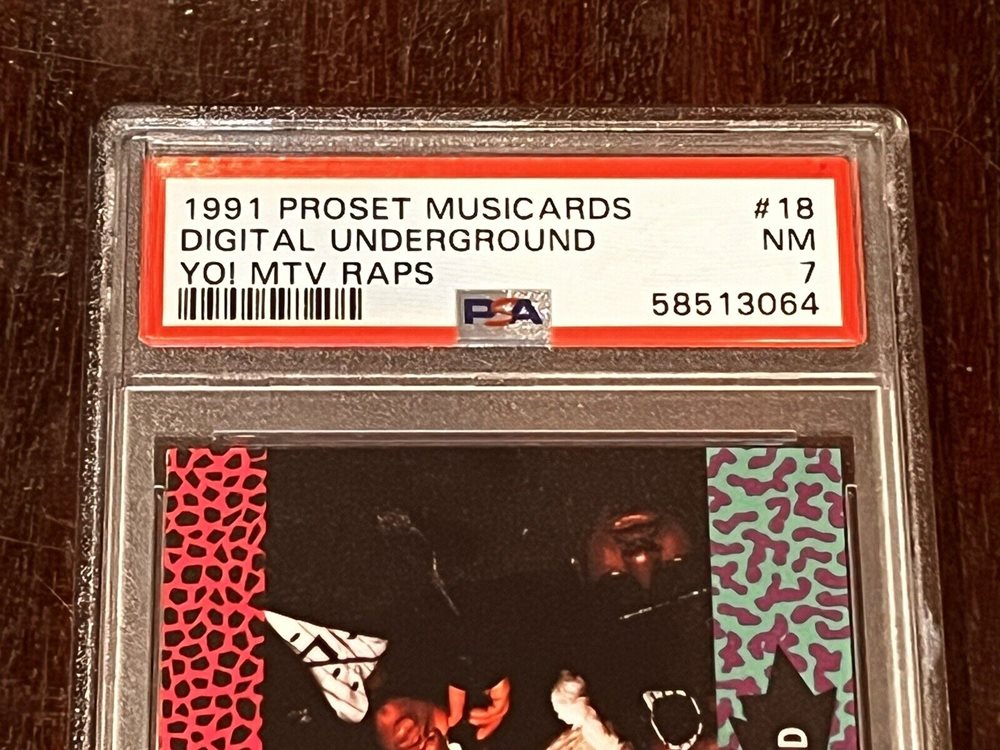 1991 PROSET MUSICARDS #18
DIGITAL UNDERGROUND NM
YO! MTV RAPS 7
PSA 58513064
D